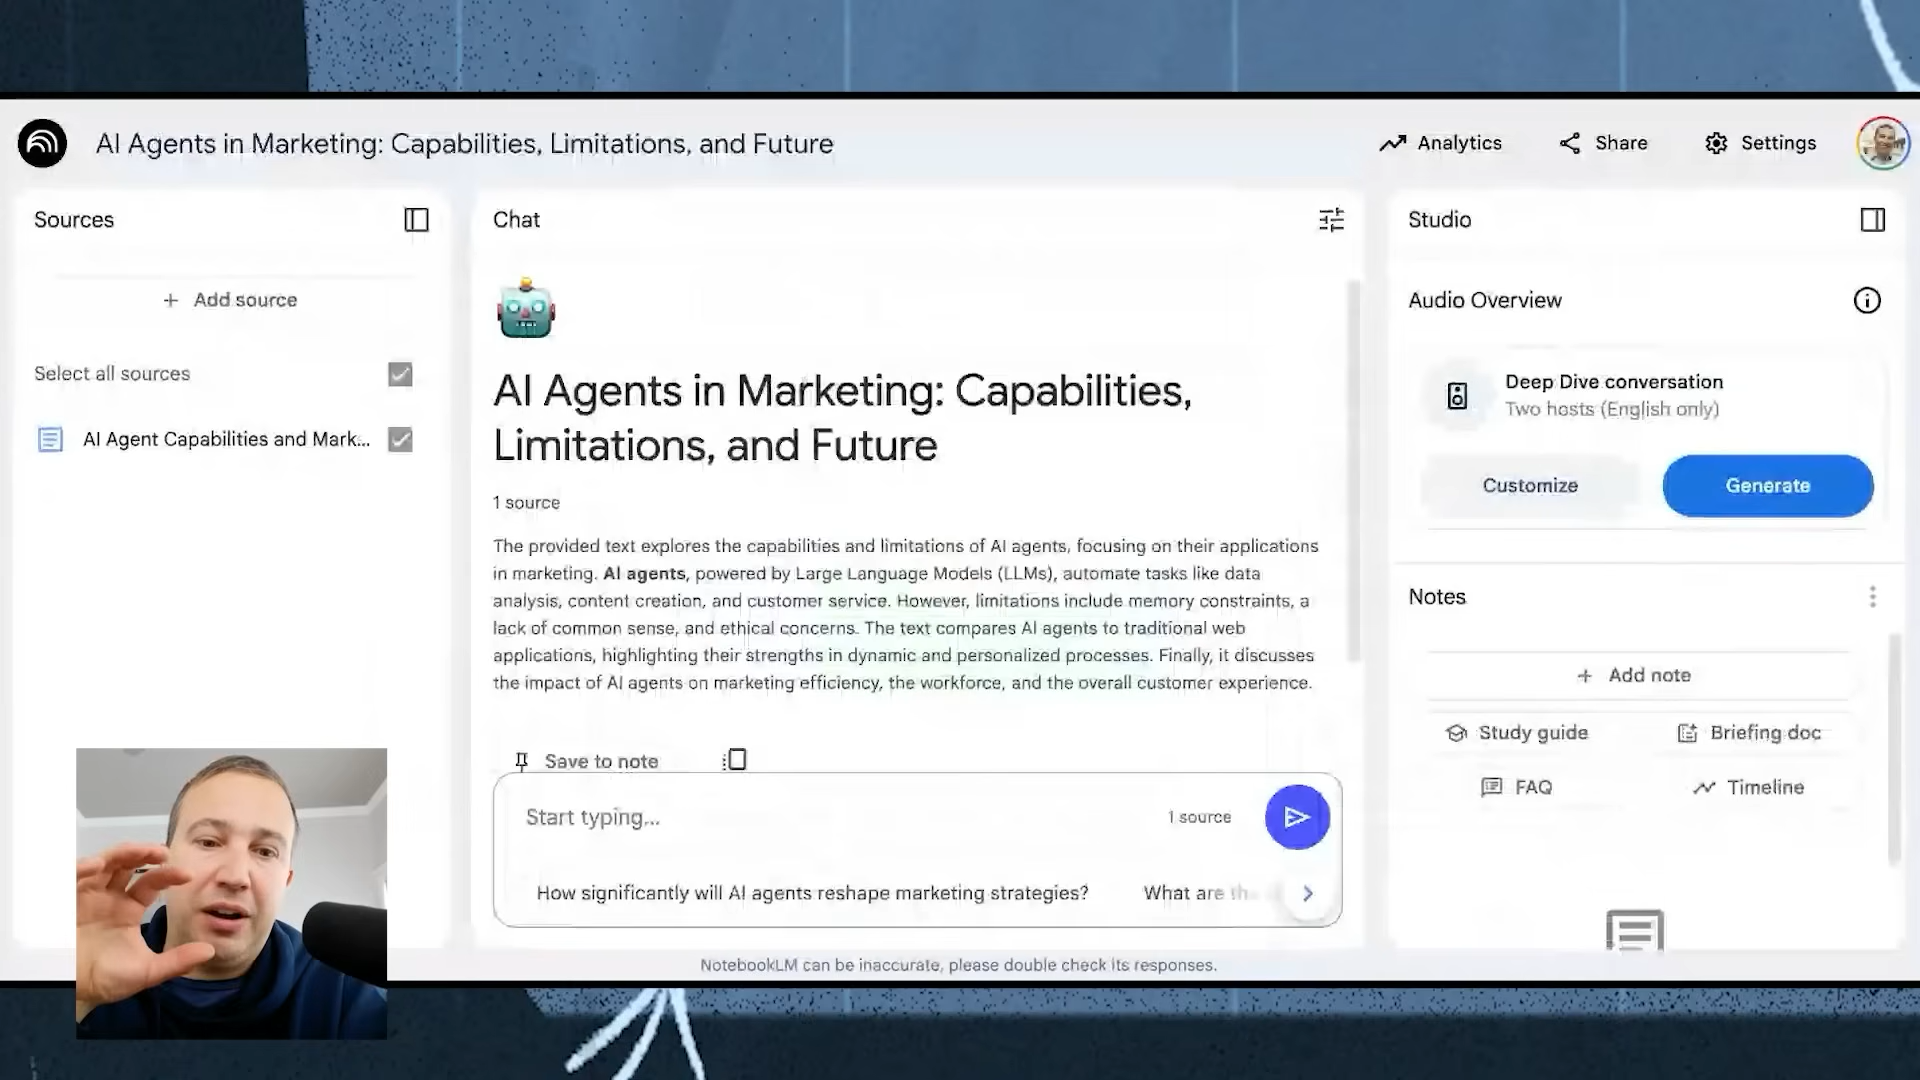 AI Agents in Marketing: Capabilities, Limitations, and Future
Analytics
Share
Settings
Sources
+ Add source
Select all sources
AI Agent Capabilities and Mark...
Chat
AI Agents in Marketing: Capabilities,
Limitations, and Future
1 source
The provided text explores the capabilities and limitations of AI agents, focusing on their applications
in marketing. AI agents, powered by Large Language Models (LLMs), automate tasks like data
analysis, content creation, and customer service. However, limitations include memory constraints, a
lack of common sense, and ethical concerns. The text compares AI agents to traditional web
applications, highlighting their strengths in dynamic and personalized processes. Finally, it discusses
the impact of AI agents on marketing efficiency, the workforce, and the overall customer experience.
Save to note
Start typing...
1 source
How significantly will AI agents reshape marketing strategies?
What are
NotebookLM can be inaccurate, please double check its responses.
Studio
Audio Overview
Deep Dive conversation
Two hosts (English only)
Customize
Generate
Notes
+ Add note
Study guide
Briefing doc
FAQ
Timeline